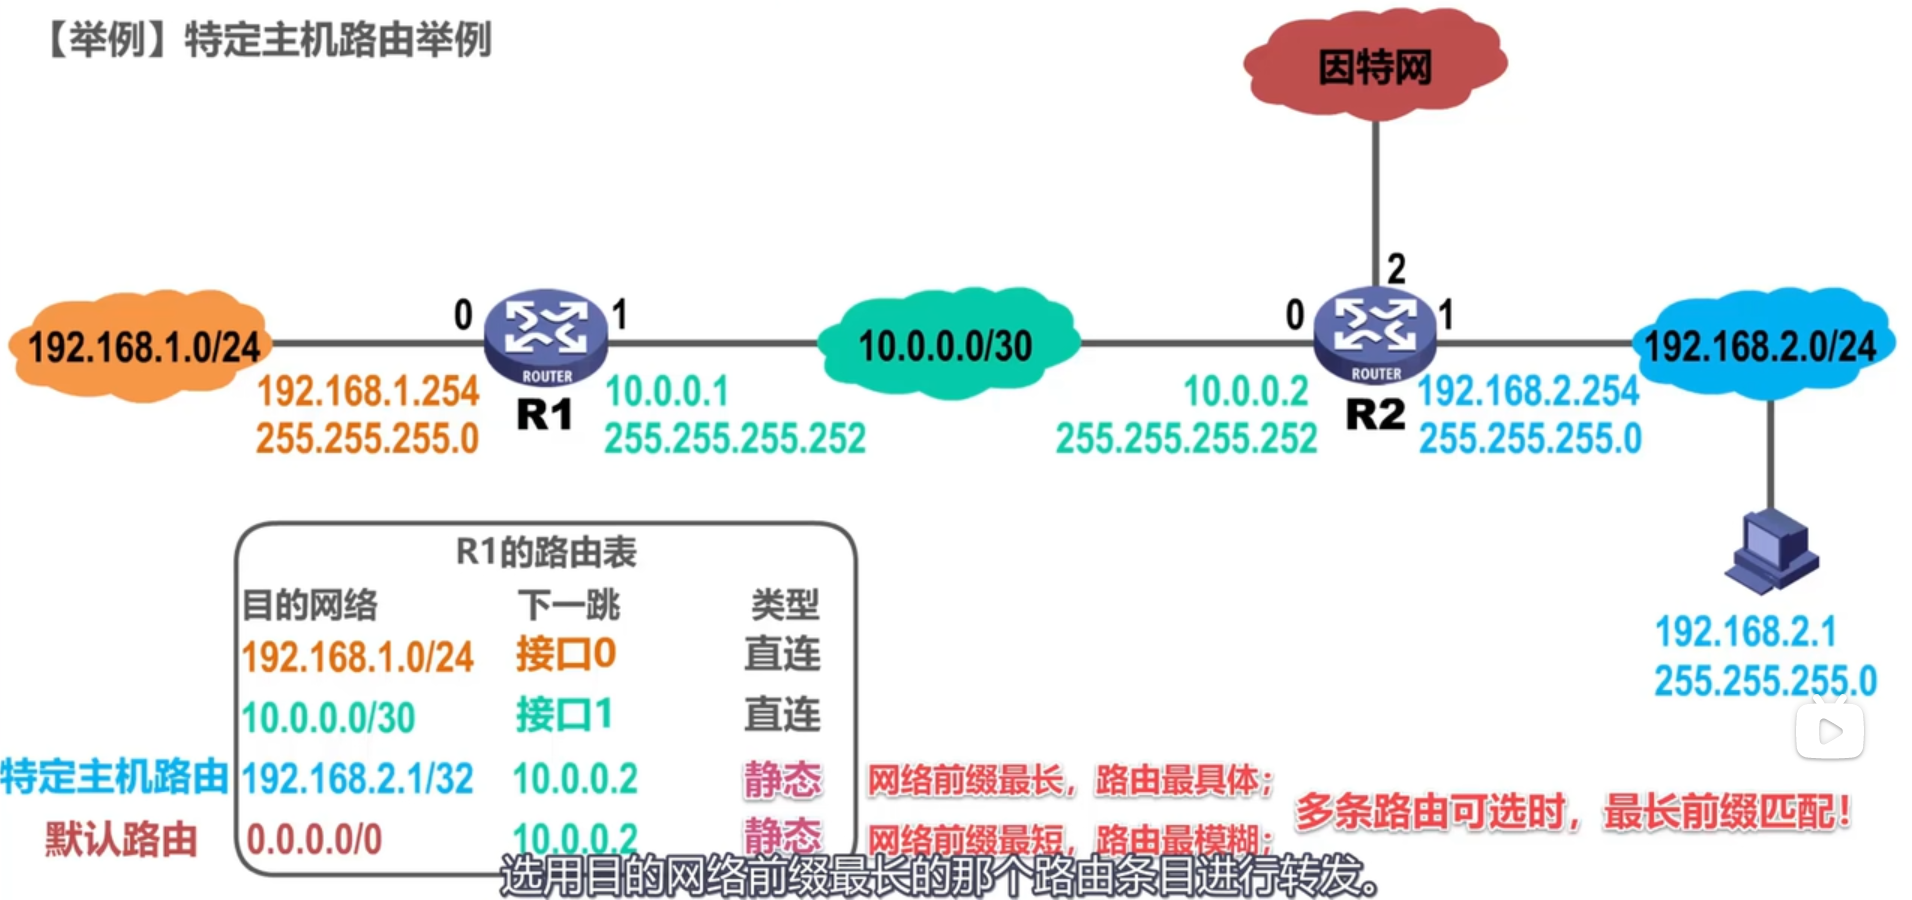 【举例】特定主机路由举例
因特网
2
0
1
0
1
192.168.1.0/24
10.0.0.0/30
192.168.2.0/24
ROUTER
ROUTER
192.168.1.254
255.255.255.0
R1
10.0.0.1
255.255.255.252
10.0.0.2
255.255.255.252
R2
192.168.2.254
255.255.255.0
192.168.2.1
255.255.255.0
R1的路由表
目的网络 下一跳 类型
192.168.1.0/24 接口0 直连
10.0.0.0/30 接口1 直连
特定主机路由 192.168.2.1/32 10.0.0.2 静态 网络前缀最长，路由最具体；
默认路由 0.0.0.0/0 10.0.0.2 静态 网络前缀最短，路由最模糊；
多条路由可选时，最长前缀匹配！
选用目的网络前缀最长的那个路由条目进行转发。